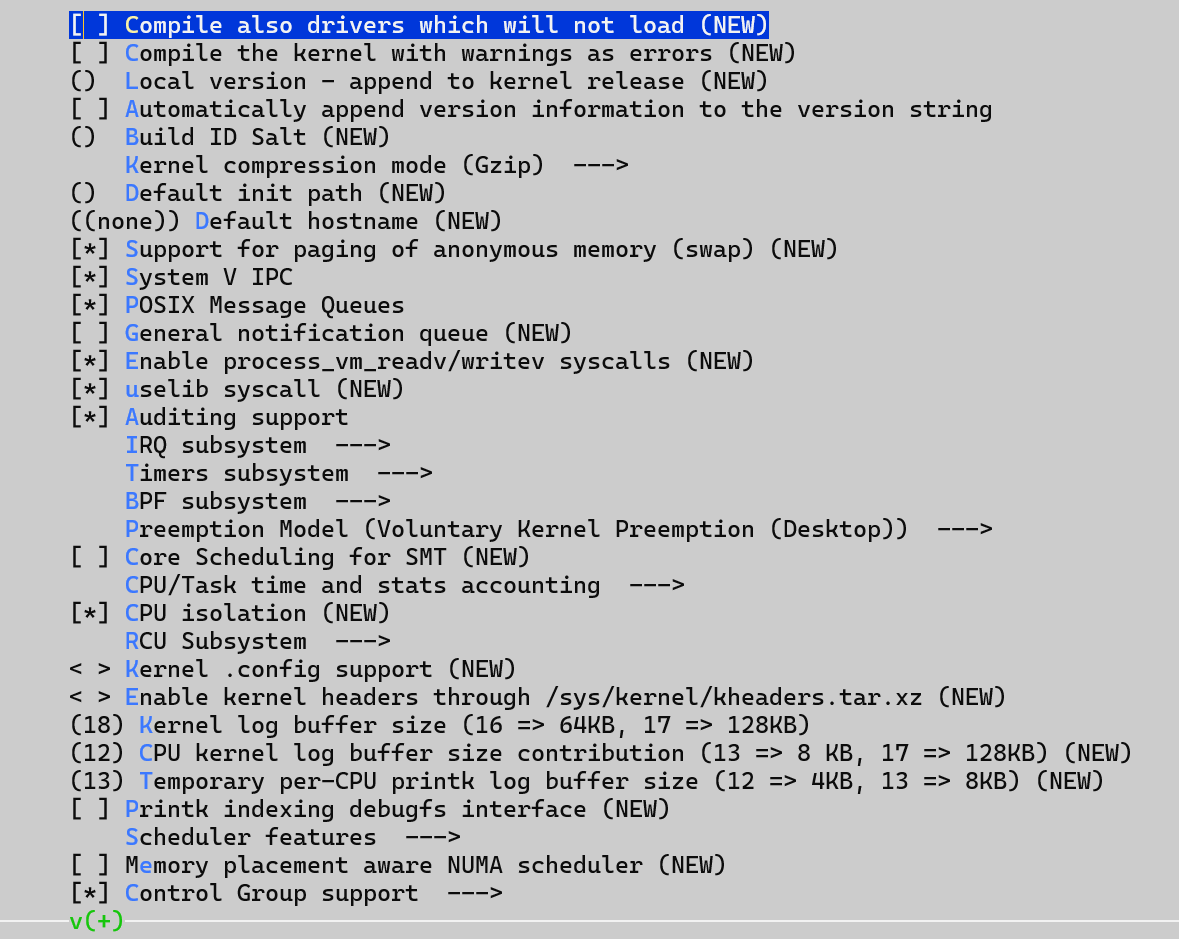 [ ] Compile also drivers which will not load (NEW)
[ ] Compile the kernel with warnings as errors (NEW)
()  Local version - append to kernel release (NEW)
[ ] Automatically append version information to the version string
()  Build ID Salt (NEW)
    Kernel compression mode (Gzip)  --->
()  Default init path (NEW)
((none)) Default hostname (NEW)
[*] Support for paging of anonymous memory (swap) (NEW)
[*] System V IPC
[*] POSIX Message Queues
[ ] General notification queue (NEW)
[*] Enable process_vm_readv/writev syscalls (NEW)
[*] uselib syscall (NEW)
[*] Auditing support
    IRQ subsystem  --->
    Timers subsystem  --->
    BPF subsystem  --->
    Preemption Model (Voluntary Kernel Preemption (Desktop))  --->
[ ] Core Scheduling for SMT (NEW)
    CPU/Task time and stats accounting  --->
[*] CPU isolation (NEW)
    RCU Subsystem  --->
< > Kernel .config support (NEW)
< > Enable kernel headers through /sys/kernel/kheaders.tar.xz (NEW)
(18) Kernel log buffer size (16 => 64KB, 17 => 128KB)
(12) CPU kernel log buffer size contribution (13 => 8 KB, 17 => 128KB) (NEW)
(13) Temporary per-CPU printk log buffer size (12 => 4KB, 13 => 8KB) (NEW)
[ ] Printk indexing debugfs interface (NEW)
    Scheduler features  --->
[ ] Memory placement aware NUMA scheduler (NEW)
[*] Control Group support  --->
v(+)